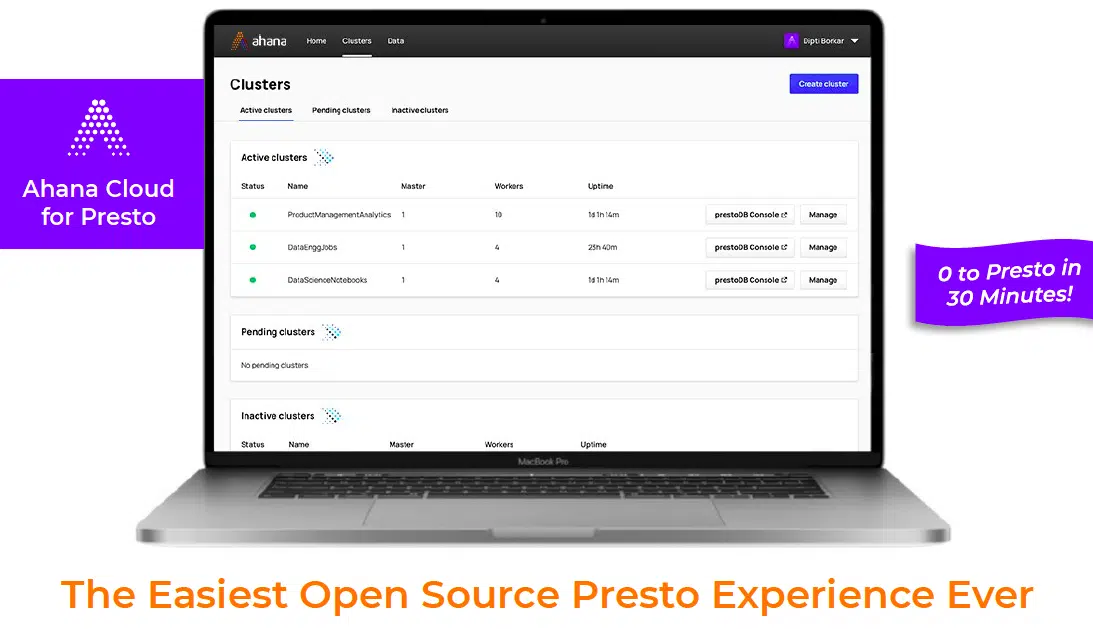 ahana Home Clusters Data Dipti Borkar
Clusters
Create cluster
Active clusters Pending clusters Inactive clusters
Ahana Cloud
for Presto
Active clusters
Status Name Master Workers Uptime
ProductManagementAnalytics 1 10 1d 1h 14m prestoDB Console Manage
DataEnggJobs 1 4 23h 40m prestoDB Console Manage
DataScienceNotebooks 1 4 1d 1h 14m prestoDB Console Manage
0 to Presto in
30 Minutes!
Pending clusters
No pending clusters
Inactive clusters
Status Name Master Workers Uptime
MacBook Pro
The Easiest Open Source Presto Experience Ever